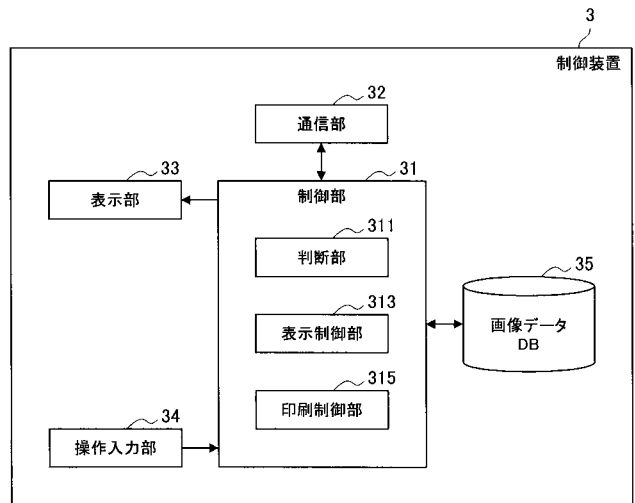 3
制御装置
32
通信部
33
表示部
31
制御部
311
判断部
313
表示制御部
315
印刷制御部
35
画像データ
DB
34
操作入力部